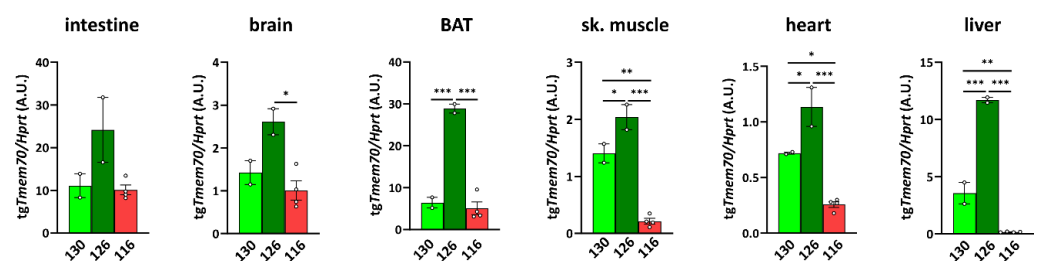 intestine
tgTmem70/Hprt (A.U.)
40
30
20
10
0
130 126 116
brain
tgTmem70/Hprt (A.U.)
4
3
2
1
0
*
130 126 116
BAT
tgTmem70/Hprt (A.U.)
40
30
20
10
0
*** ***
130 126 116
sk. muscle
tgTmem70/Hprt (A.U.)
3
2
1
0
**
* ***
130 126 116
heart
tgTmem70/Hprt (A.U.)
1.5
1.0
0.5
0.0
*
* ***
130 126 116
liver
tgTmem70/Hprt (A.U.)
15
10
5
0
**
*** ***
130 126 116